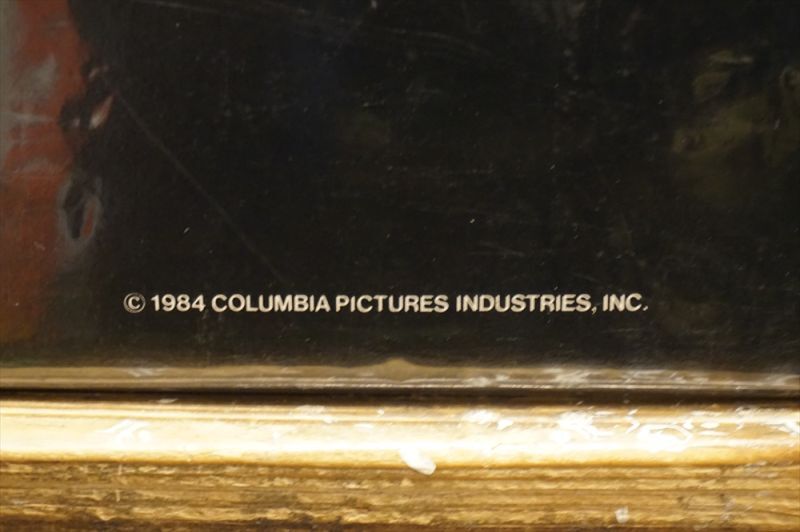 © 1984 COLUMBIA PICTURES INDUSTRIES, INC.